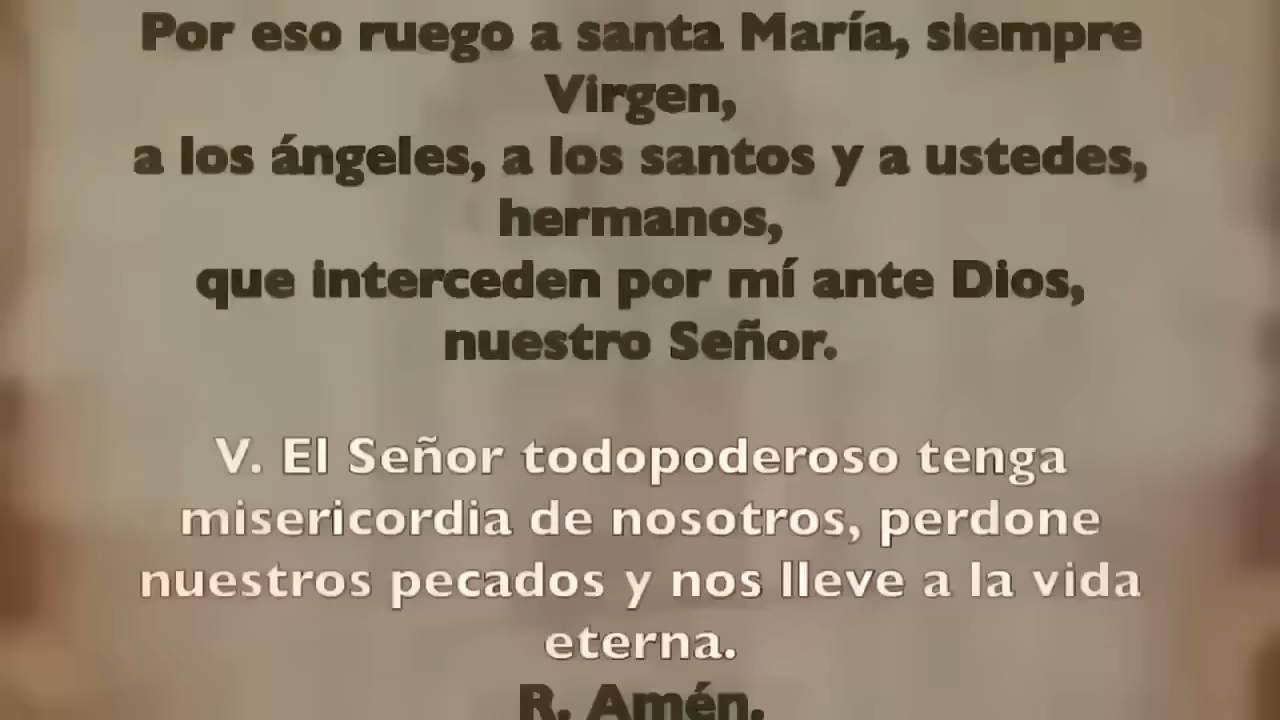 Por eso ruego a santa María, siempre
Virgen,
a los ángeles, a los santos y a ustedes,
hermanos,
que interceden por mí ante Dios,
nuestro Señor.
V. El Señor todopoderoso tenga
misericordia de nosotros, perdone
nuestros pecados y nos lleve a la vida
eterna.
R. Amén.